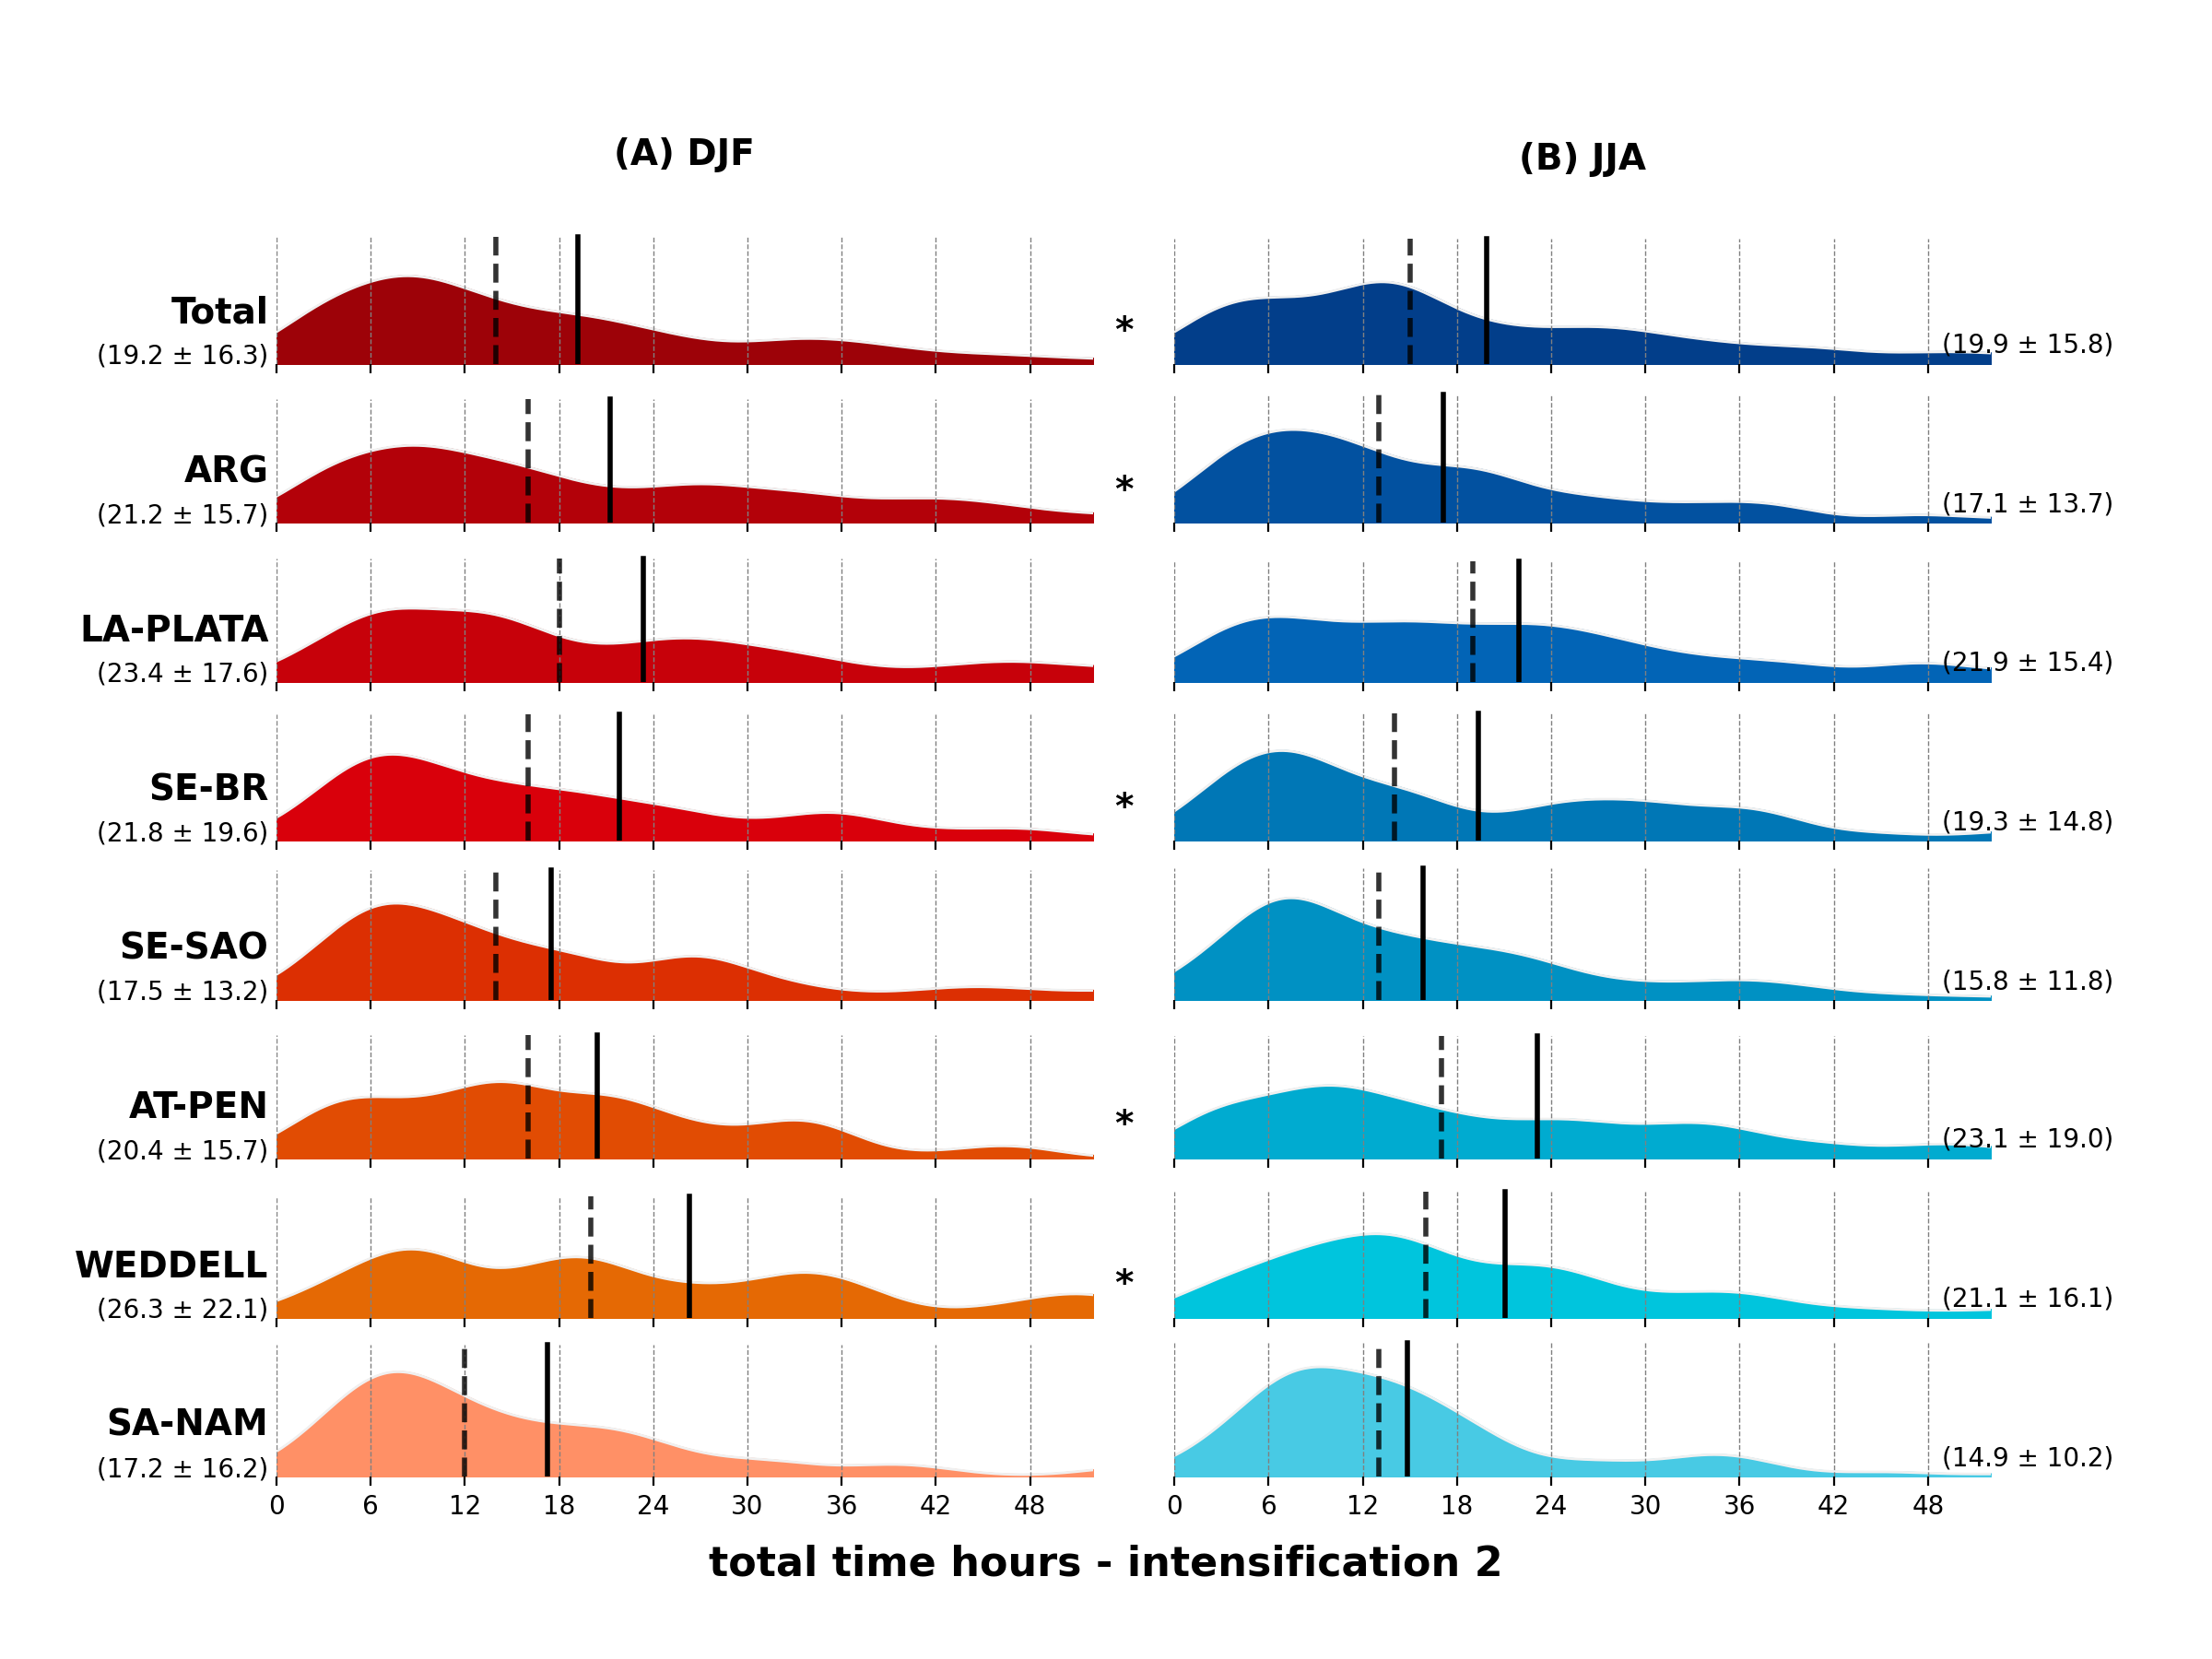 (A) DJF
(B) JJA
Total
(19.2 ± 16.3)
*
(19.9 ± 15.8)
ARG
(21.2 ± 15.7)
*
(17.1 ± 13.7)
LA-PLATA
(23.4 ± 17.6)
(21.9 ± 15.4)
SE-BR
(21.8 ± 19.6)
*
(19.3 ± 14.8)
SE-SAO
(17.5 ± 13.2)
(15.8 ± 11.8)
AT-PEN
(20.4 ± 15.7)
*
(23.1 ± 19.0)
WEDDELL
(26.3 ± 22.1)
*
(21.1 ± 16.1)
SA-NAM
(17.2 ± 16.2)
(14.9 ± 10.2)
0 6 12 18 24 30 36 42 48
0 6 12 18 24 30 36 42 48
total time hours - intensification 2